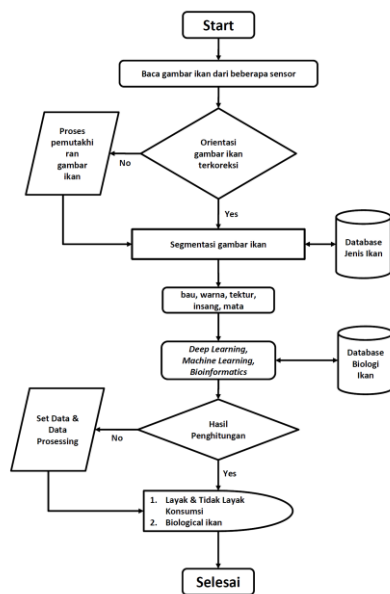 Start
Baca gambar ikan dari beberapa sensor
Proses
pemutakhi
ran
gambar
ikan
No
Orientasi
gambar ikan
terkoreksi
Yes
Segmentasi gambar ikan
Database
Jenis Ikan
bau, warna, tektur,
insang, mata
Deep Learning,
Machine Learning,
Bioinformatics
Database
Biologi
Ikan
Set Data &
Data
Prosessing
No
Hasil
Penghitungan
Yes
1. Layak & Tidak Layak
Konsumsi
2. Biological ikan
Selesai